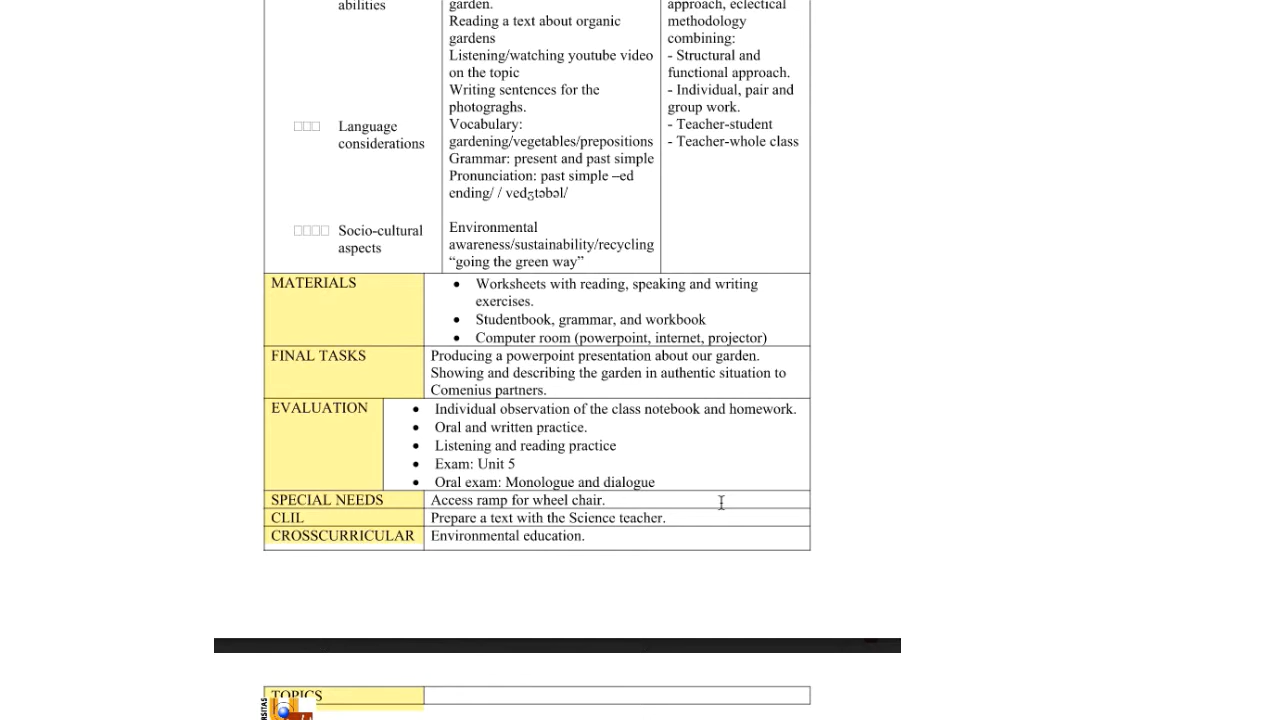 abilities
garden.
Reading a text about organic
gardens
Listening/watching youtube video
on the topic
Writing sentences for the
photograghs.
approach, eclectical
methodology
combining:
- Structural and
functional approach.
- Individual, pair and
group work.
- Teacher-student
- Teacher-whole class
Language
considerations
Vocabulary:
gardening/vegetables/prepositions
Grammar: present and past simple
Pronunciation: past simple –ed
ending/ / vedʒtəbəl/
Socio-cultural
aspects
Environmental
awareness/sustainability/recycling
“going the green way”
MATERIALS
• Worksheets with reading, speaking and writing
exercises.
• Studentbook, grammar, and workbook
• Computer room (powerpoint, internet, projector)
FINAL TASKS
Producing a powerpoint presentation about our garden.
Showing and describing the garden in authentic situation to
Comenius partners.
EVALUATION
• Individual observation of the class notebook and homework.
• Oral and written practice.
• Listening and reading practice
• Exam: Unit 5
• Oral exam: Monologue and dialogue
SPECIAL NEEDS
Access ramp for wheel chair.
CLIL
Prepare a text with the Science teacher.
CROSSCURRICULAR
Environmental education.
TOPICS